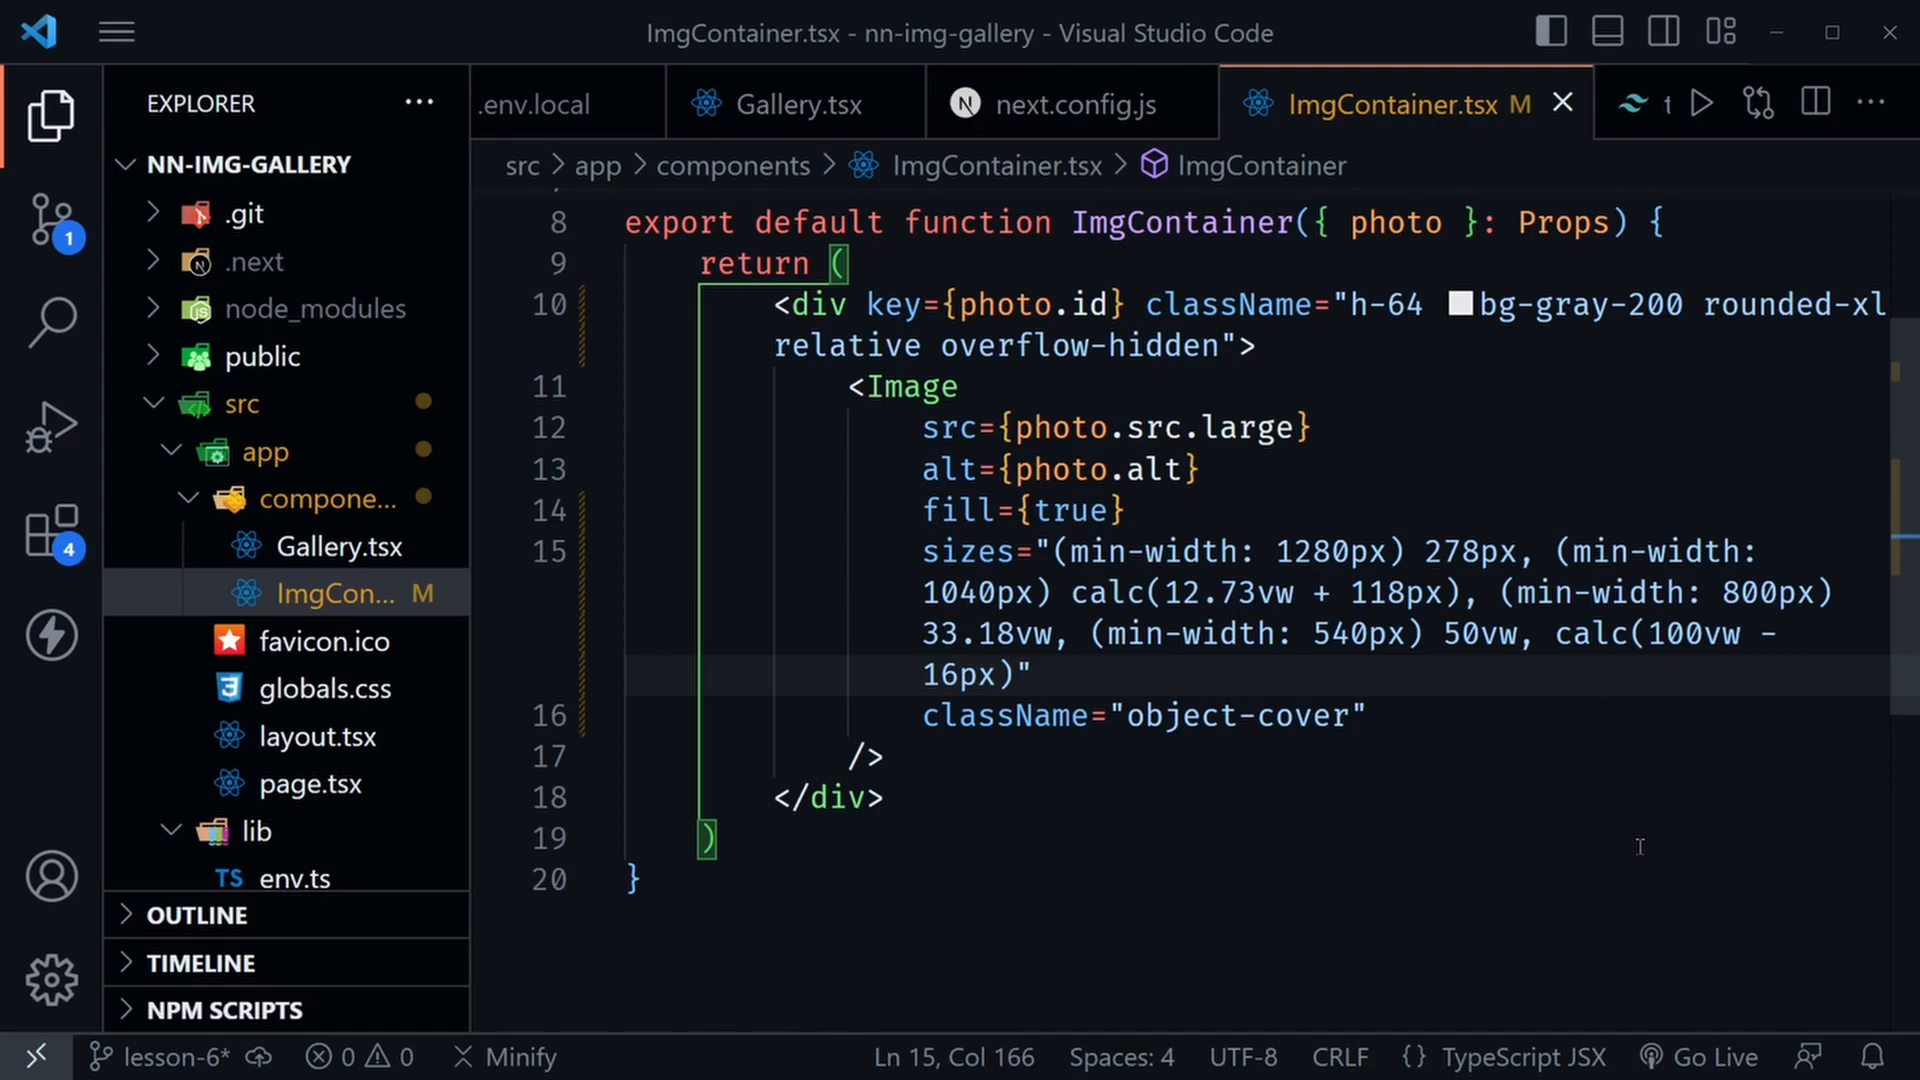 ImgContainer.tsx - nn-img-gallery - Visual Studio Code
EXPLORER
NN-IMG-GALLERY
.git
.next
node_modules
public
src
app
compone...
Gallery.tsx
ImgCon... M
favicon.ico
globals.css
layout.tsx
page.tsx
lib
TS env.ts
OUTLINE
TIMELINE
NPM SCRIPTS
1
4
.env.local
Gallery.tsx
N next.config.js
ImgContainer.tsx M
t
src > app > components > ImgContainer.tsx > ImgContainer
8 export default function ImgContainer({ photo }: Props) {
9 return (
10 <div key={photo.id} className="h-64 bg-gray-200 rounded-xl
relative overflow-hidden">
11 <Image
12 src={photo.src.large}
13 alt={photo.alt}
14 fill={true}
15 sizes="(min-width: 1280px) 278px, (min-width:
1040px) calc(12.73vw + 118px), (min-width: 800px)
33.18vw, (min-width: 540px) 50vw, calc(100vw -
16px)"
16 className="object-cover"
17 />
18 </div>
19 )
20 }
lesson-6* 0 0 Minify Ln 15, Col 166 Spaces: 4 UTF-8 CRLF {} TypeScript JSX Go Live